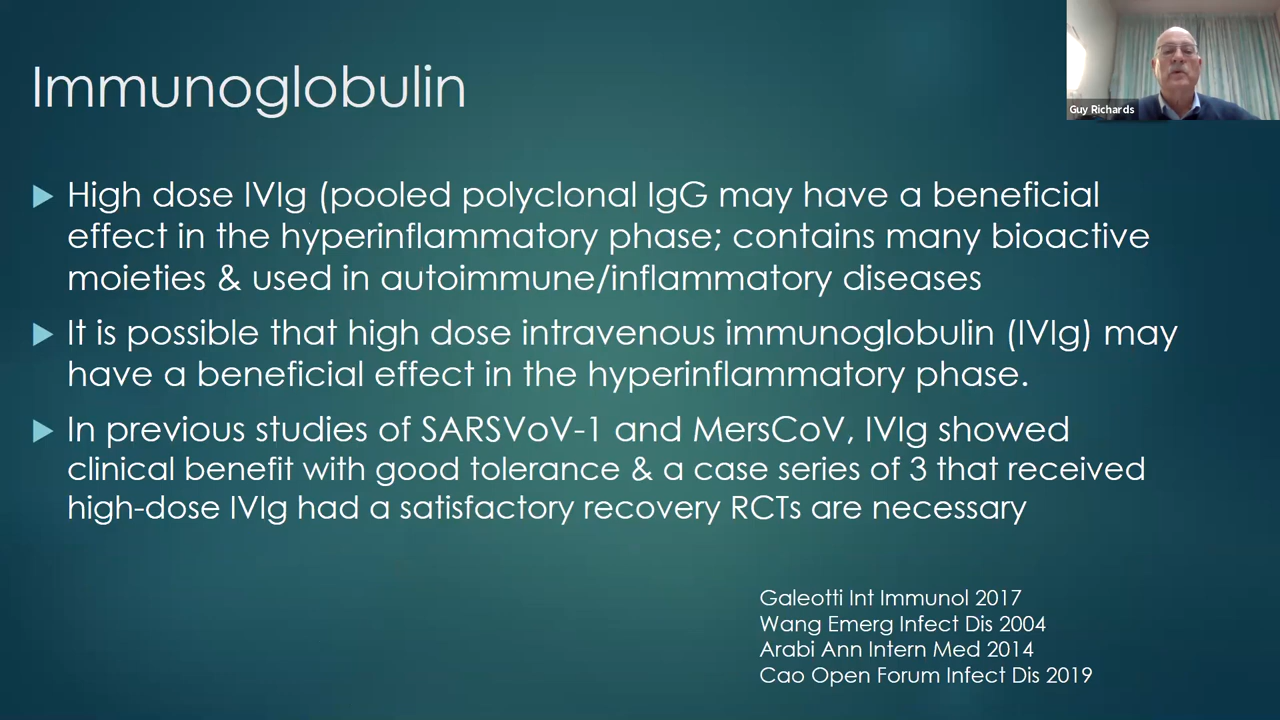 Immunoglobulin
Guy Richards
High dose IVIg (pooled polyclonal IgG may have a beneficial
effect in the hyperinflammatory phase; contains many bioactive
moieties & used in autoimmune/inflammatory diseases
It is possible that high dose intravenous immunoglobulin (IVIg) may
have a beneficial effect in the hyperinflammatory phase.
In previous studies of SARSVoV-1 and MersCoV, IVIg showed
clinical benefit with good tolerance & a case series of 3 that received
high-dose IVIg had a satisfactory recovery RCTs are necessary
Galeotti Int Immunol 2017
Wang Emerg Infect Dis 2004
Arabi Ann Intern Med 2014
Cao Open Forum Infect Dis 2019